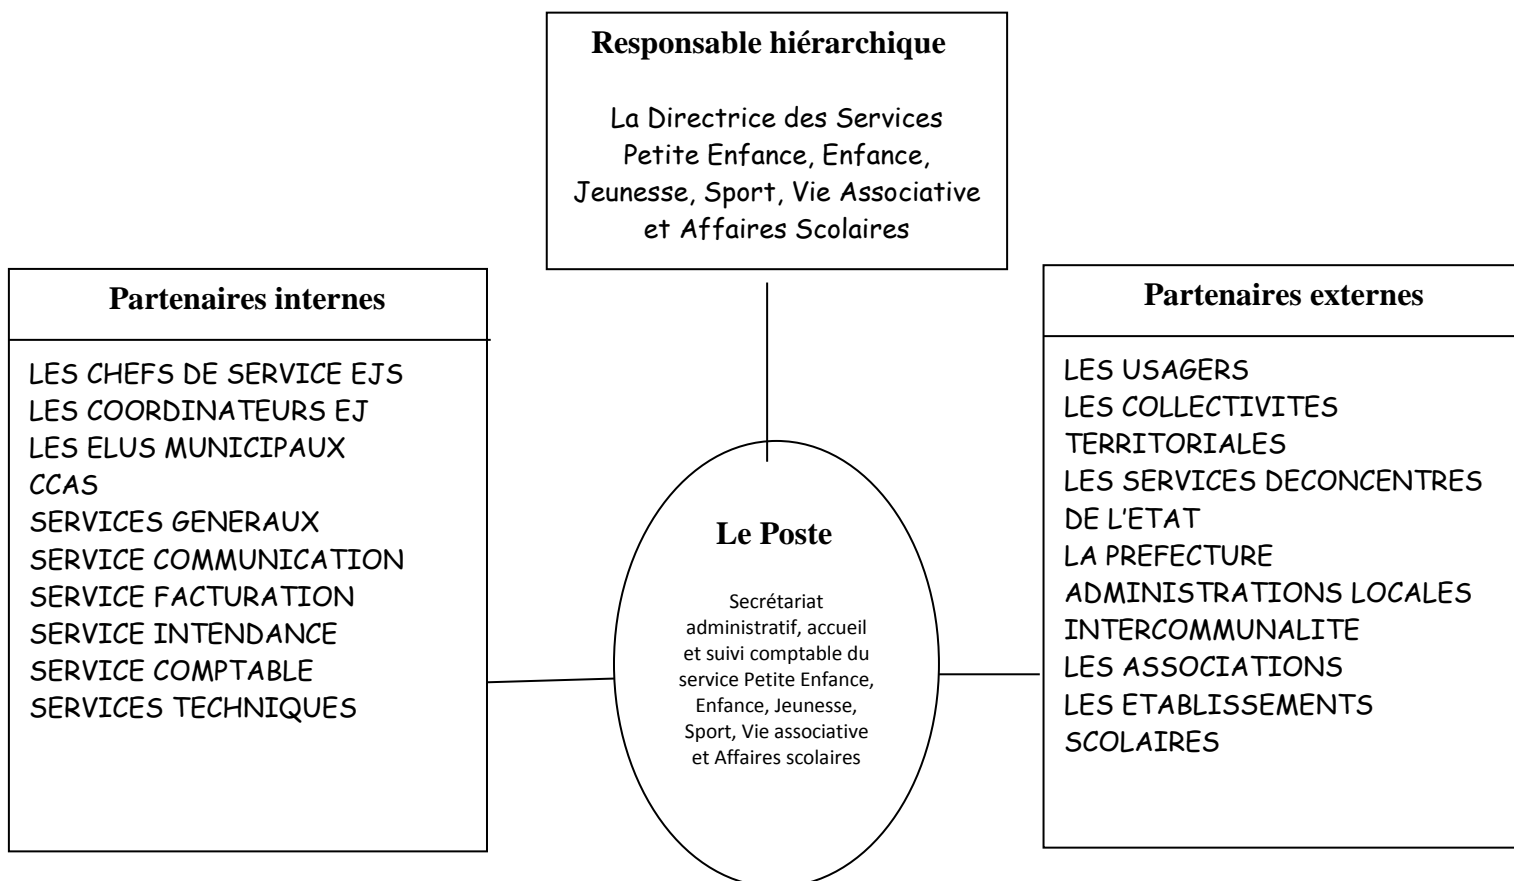 Responsable hiérarchique
La Directrice des Services
Petite Enfance, Enfance,
Jeunesse, Sport, Vie Associative
et Affaires Scolaires
Partenaires internes
LES CHEFS DE SERVICE EJS
LES COORDINATEURS EJ
LES ELUS MUNICIPAUX
CCAS
SERVICES GENERAUX
SERVICE COMMUNICATION
SERVICE FACTURATION
SERVICE INTENDANCE
SERVICE COMPTABLE
SERVICES TECHNIQUES
Le Poste
Secrétariat
administratif, accueil
et suivi comptable du
service Petite Enfance,
Enfance, Jeunesse,
Sport, Vie associative
et Affaires scolaires
Partenaires externes
LES USAGERS
LES COLLECTIVITES
TERRITORIALES
LES SERVICES DECONCENTRES
DE L'ETAT
LA PREFECTURE
ADMINISTRATIONS LOCALES
INTERCOMMUNALITE
LES ASSOCIATIONS
LES ETABLISSEMENTS
SCOLAIRES